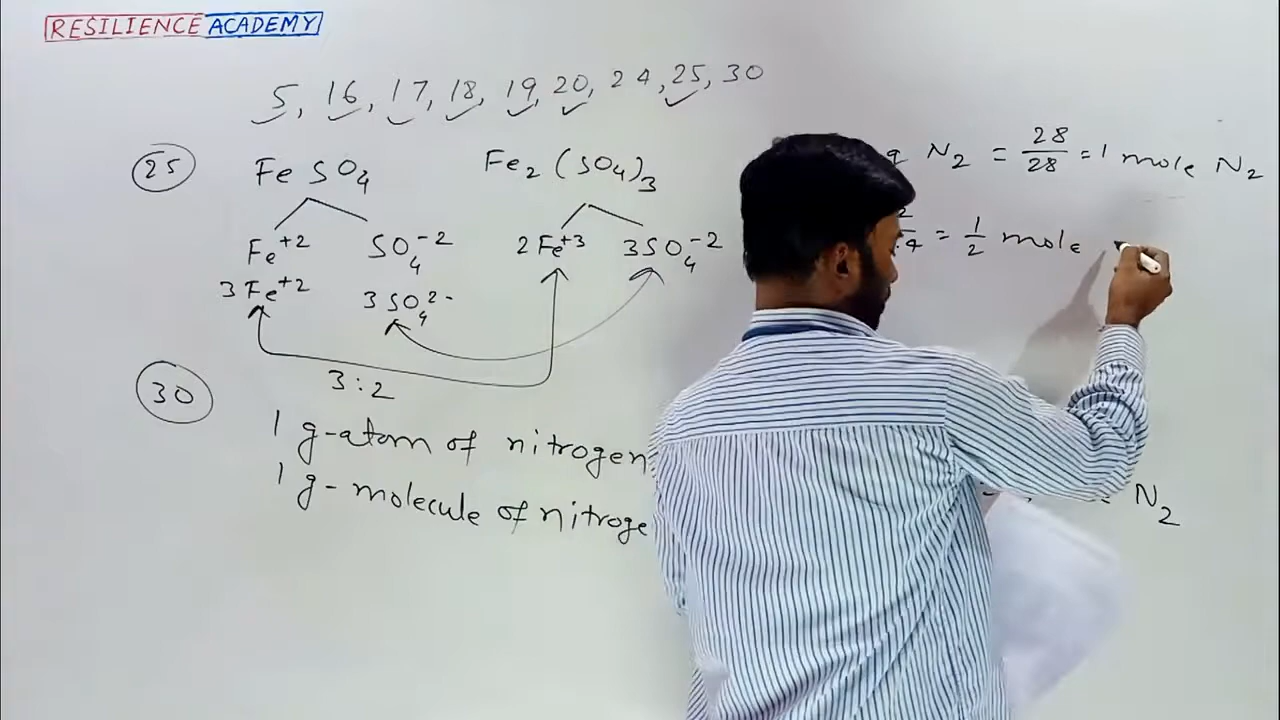 RESILIENCE ACADEMY
5, 16, 17, 18, 19, 20, 24, 25, 30
25 FeSO4 Fe2(SO4)3
Fe+2 SO4-2 2Fe+3 3SO4-2
3Fe+2 3SO42-
3:2
30
1 g-atom of nitrogen
1 g-molecule of nitroge
g N2 = 28/28 = 1 mole N2
= 1/2 mole
N2